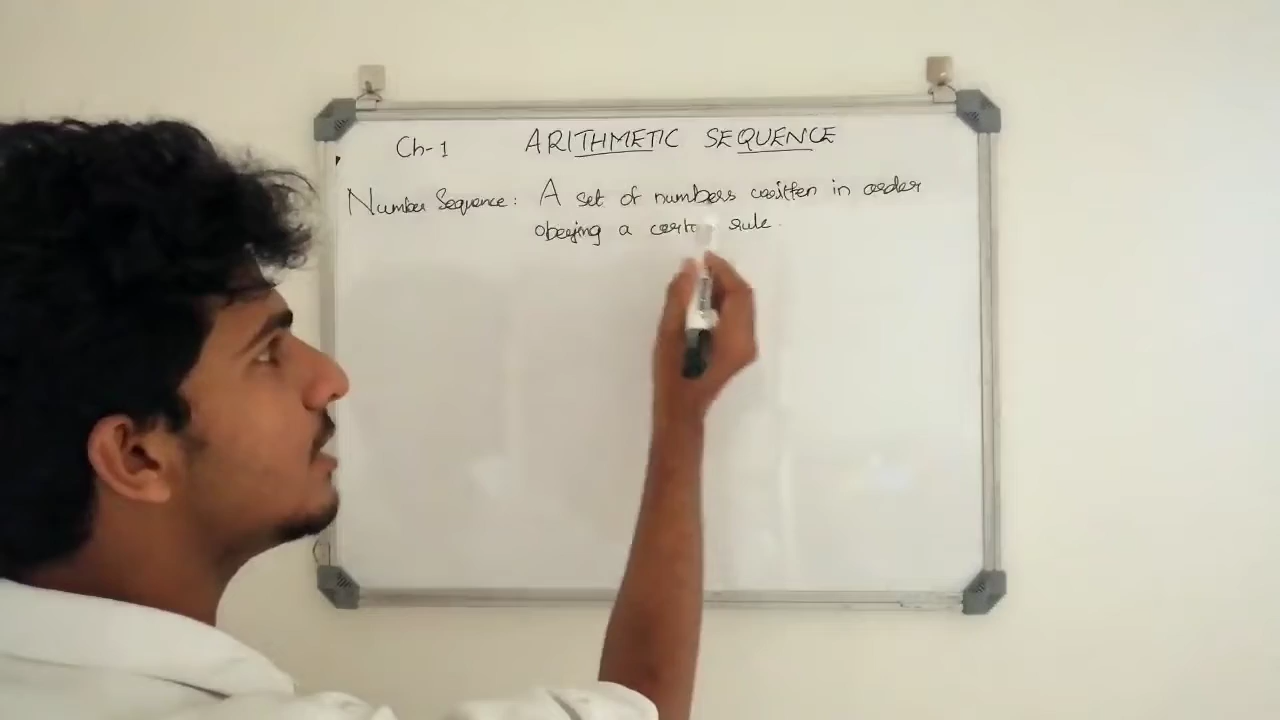 Ch-1 ARITHMETIC SEQUENCE
Number Sequence: A set of numbers written in order
obeying a rule.